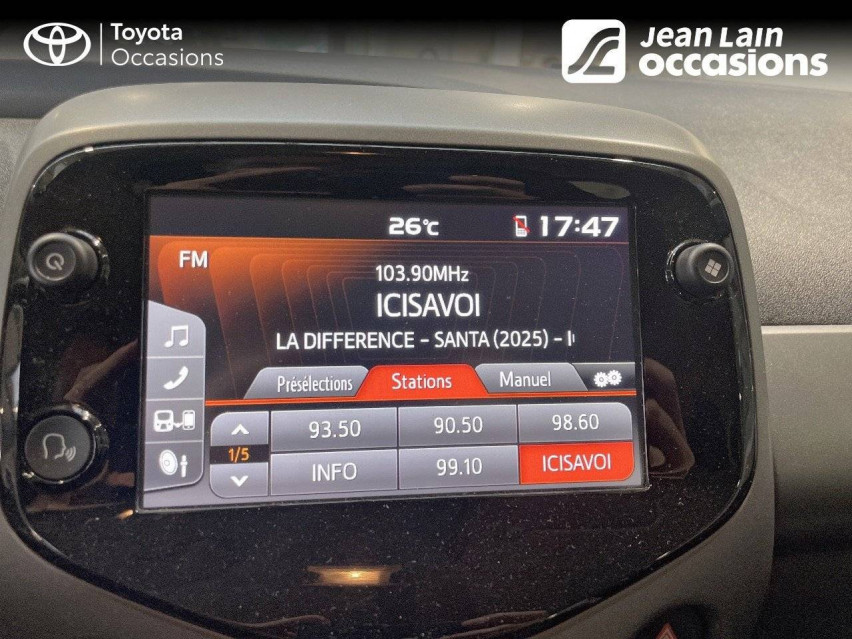 Toyota
Occasions
Jean Lain
occasions
26°C 17:47
FM
103.90MHz
ICISAVOI
LA DIFFERENCE - SANTA (2025) - I
Présélections Stations Manuel
93.50 90.50 98.60
1/5
INFO 99.10 ICISAVOI